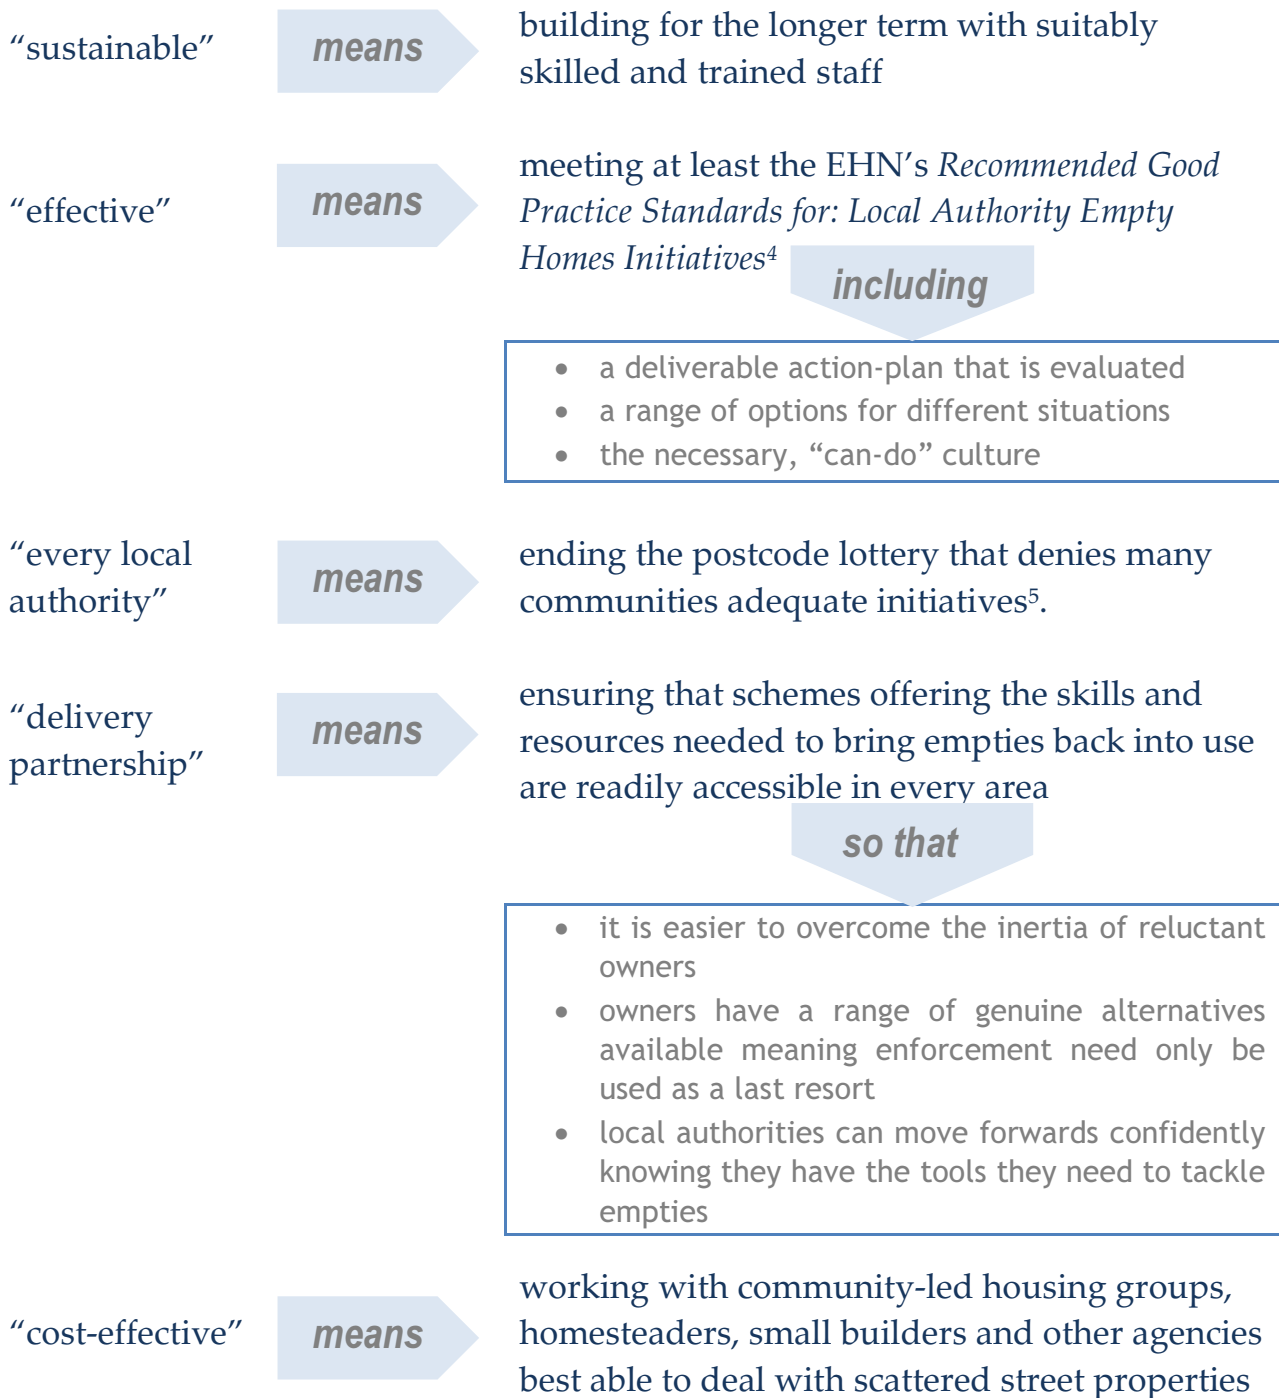 “sustainable”
means
building for the longer term with suitably
skilled and trained staff
“effective”
means
meeting at least the EHN’s Recommended Good
Practice Standards for: Local Authority Empty
Homes Initiatives⁴
including
• a deliverable action-plan that is evaluated
• a range of options for different situations
• the necessary, “can-do” culture
“every local
authority”
means
ending the postcode lottery that denies many
communities adequate initiatives⁵.
“delivery
partnership”
means
ensuring that schemes offering the skills and
resources needed to bring empties back into use
are readily accessible in every area
so that
• it is easier to overcome the inertia of reluctant
owners
• owners have a range of genuine alternatives
available meaning enforcement need only be
used as a last resort
• local authorities can move forwards confidently
knowing they have the tools they need to tackle
empties
“cost-effective”
means
working with community-led housing groups,
homesteaders, small builders and other agencies
best able to deal with scattered street properties